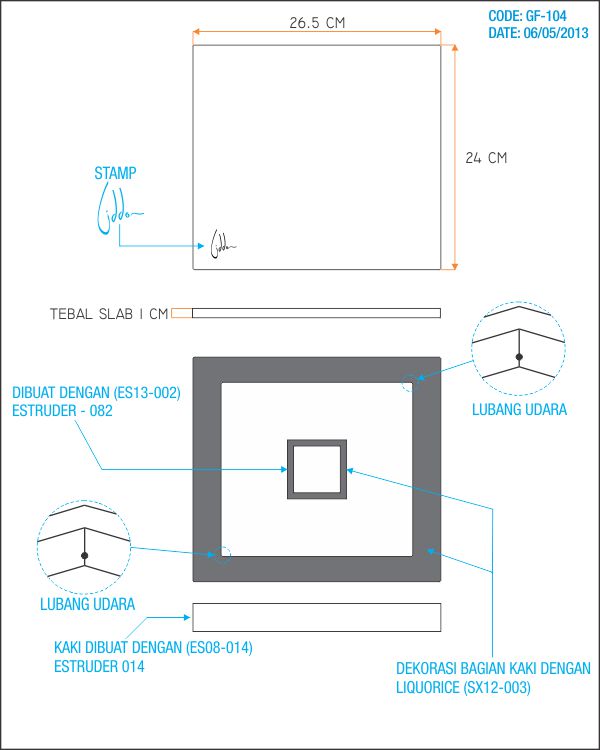 CODE: GF-104
DATE: 06/05/2013
26.5 CM
24 CM
STAMP
TEBAL SLAB 1 CM
DIBUAT DENGAN (ES13-002)
ESTRUDER - 082
LUBANG UDARA
LUBANG UDARA
KAKI DIBUAT DENGAN (ES08-014)
ESTRUDER 014
DEKORASI BAGIAN KAKI DENGAN
LIQUORICE (SX12-003)